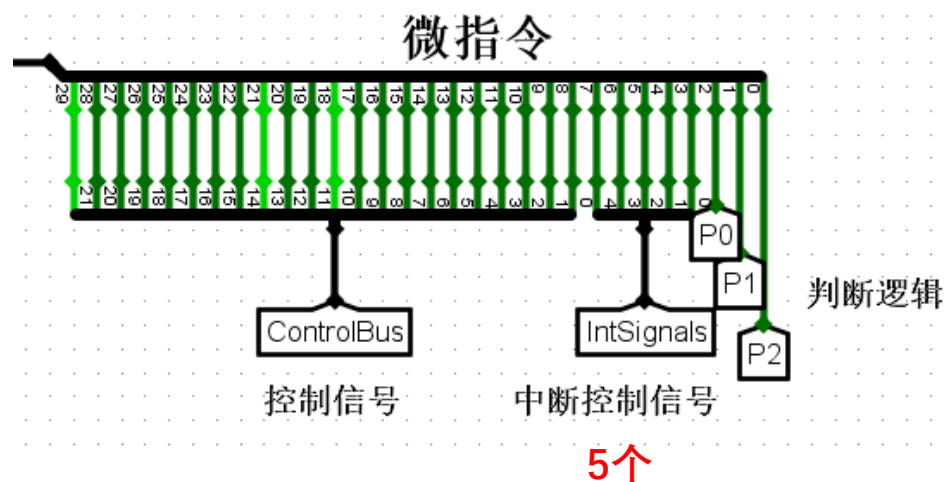 微指令
29 28 27 26 25 24 23 22 21 20 19 18 17 16 15 14 13 12 11 10 9 8 7 6 5 4 3 2 1 0
21 20 19 18 17 16 15 14 13 12 11 10 9 8 7 6 5 4 3 2 1 0 4 3 2 1 0
P0
P1
判断逻辑
ControlBus
IntSignals
P2
控制信号
中断控制信号
5个